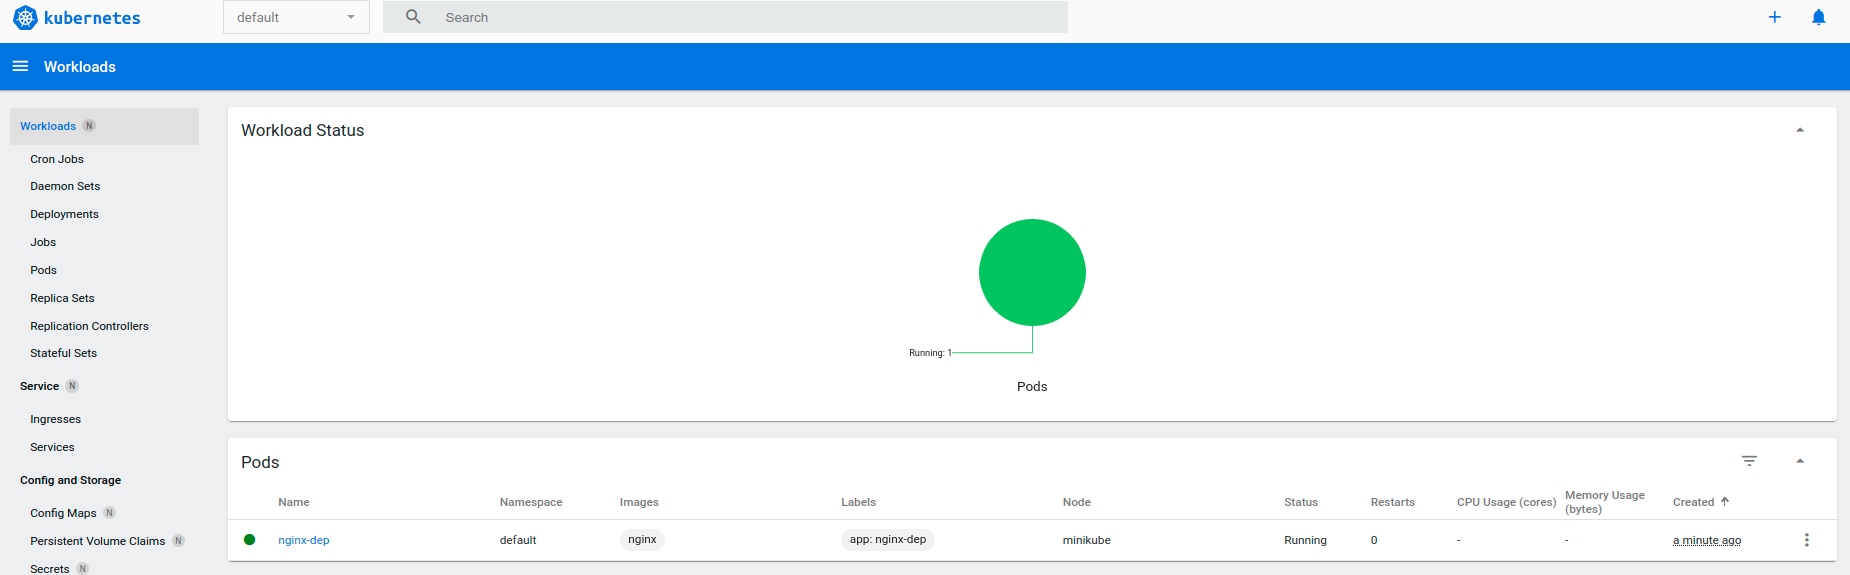 kubernetes
default
Search
Workloads
Workloads N
Cron Jobs
Daemon Sets
Deployments
Jobs
Pods
Replica Sets
Replication Controllers
Stateful Sets
Service N
Ingresses
Services
Config and Storage
Config Maps N
Persistent Volume Claims N
Secrets N
Workload Status
Running: 1
Pods
Pods
Name Namespace Images Labels Node Status Restarts CPU Usage (cores) Memory Usage (bytes) Created
nginx-dep default nginx app: nginx-dep minikube Running 0 - - a minute ago